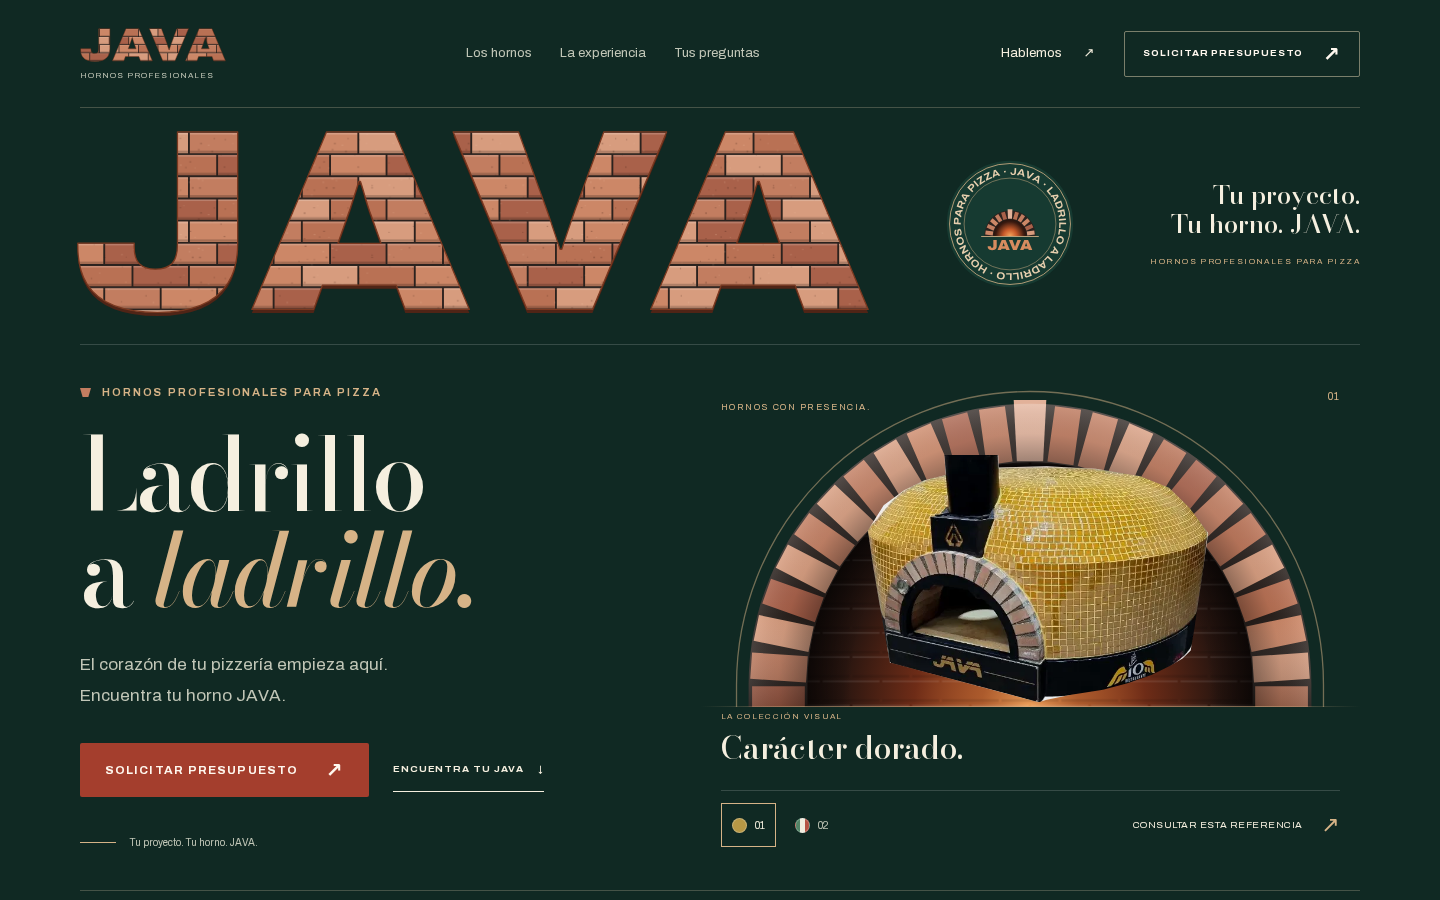 JAVA
HORNOS PROFESIONALES
Los hornos
La experiencia
Tus preguntas
Hablemos ↗
SOLICITAR PRESUPUESTO ↗
JAVA
HORNOS PARA PIZZA · JAVA · LADRILLO A LADRILLO ·
JAVA
Tu proyecto.
Tu horno. JAVA.
HORNOS PROFESIONALES PARA PIZZA
HORNOS PROFESIONALES PARA PIZZA
Ladrillo
a ladrillo.
El corazón de tu pizzería empieza aquí.
Encuentra tu horno JAVA.
SOLICITAR PRESUPUESTO ↗
ENCUENTRA TU JAVA ↓
Tu proyecto. Tu horno. JAVA.
HORNOS CON PRESENCIA.
01
JAVA
LA COLECCIÓN VISUAL
Carácter dorado.
01
02
CONSULTAR ESTA REFERENCIA ↗